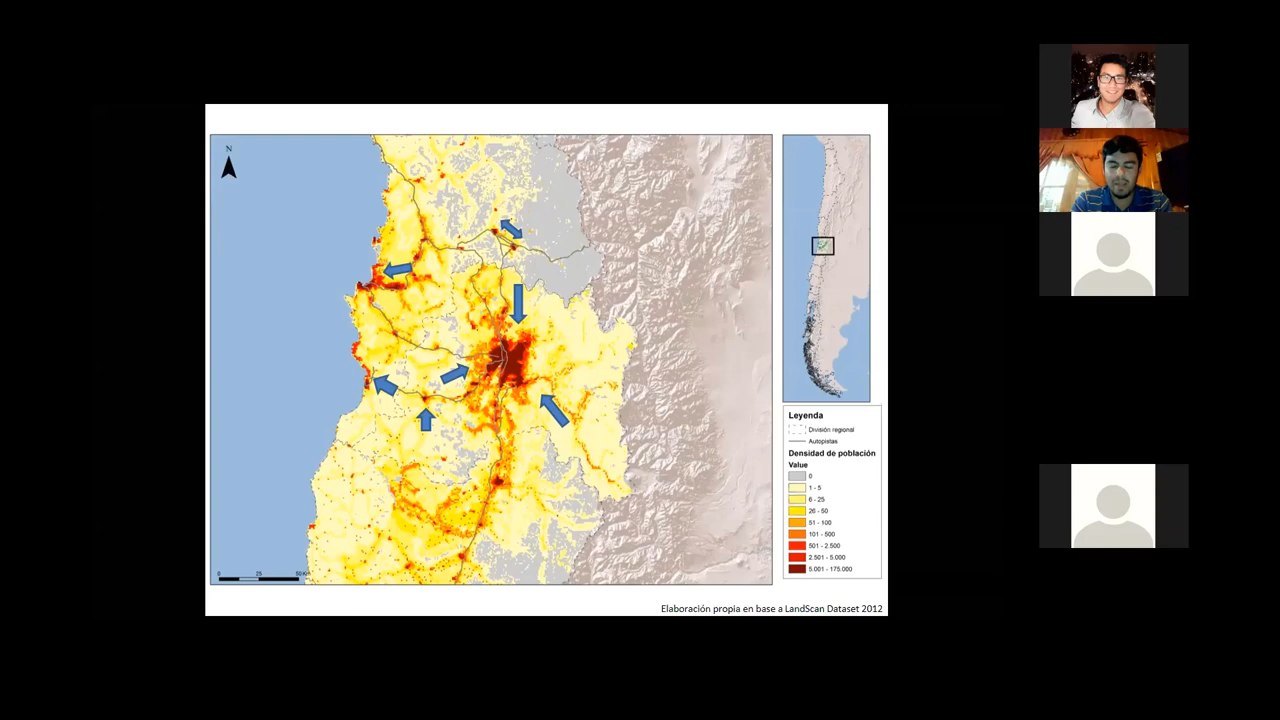 N
0 25 50 Km
Leyenda
División regional
Autopistas
Densidad de población
Value
0
1 - 5
6 - 25
26 - 50
51 - 100
101 - 500
501 - 2.500
2.501 - 5.000
5.001 - 175.000
Elaboración propia en base a LandScan Dataset 2012